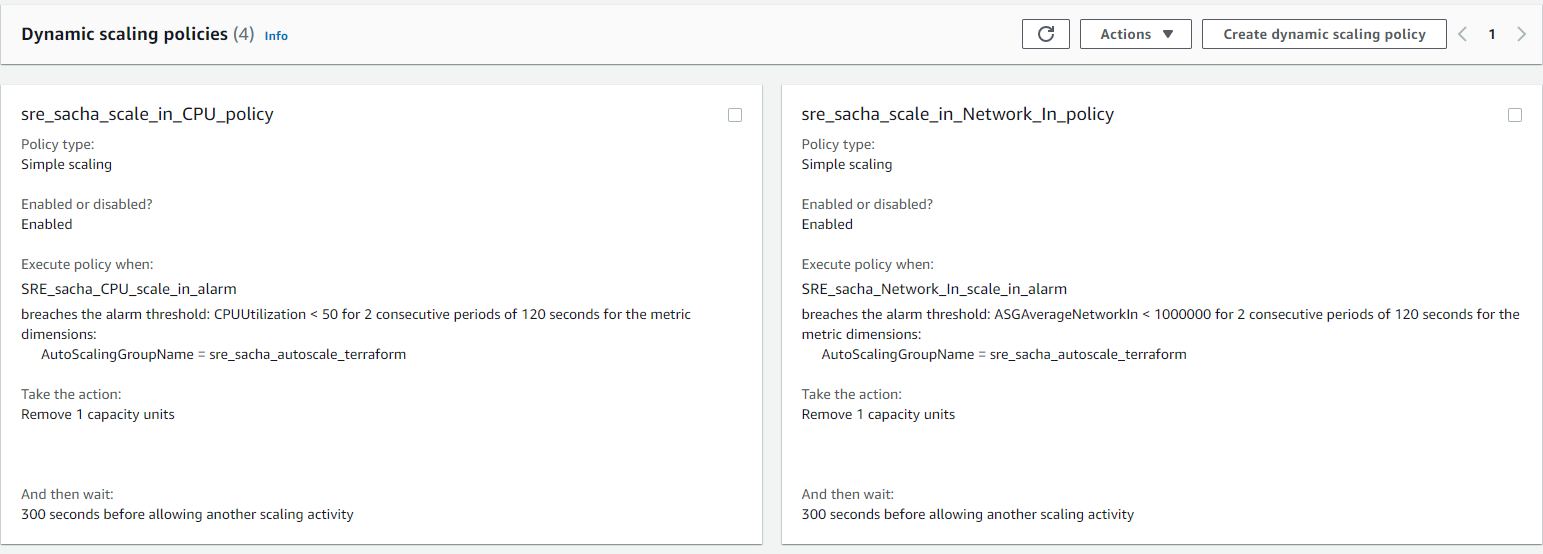 Dynamic scaling policies (4) Info
Actions
Create dynamic scaling policy
1
sre_sacha_scale_in_CPU_policy
Policy type:
Simple scaling
Enabled or disabled?
Enabled
Execute policy when:
SRE_sacha_CPU_scale_in_alarm
breaches the alarm threshold: CPUUtilization < 50 for 2 consecutive periods of 120 seconds for the metric
dimensions:
AutoScalingGroupName = sre_sacha_autoscale_terraform
Take the action:
Remove 1 capacity units
And then wait:
300 seconds before allowing another scaling activity
sre_sacha_scale_in_Network_In_policy
Policy type:
Simple scaling
Enabled or disabled?
Enabled
Execute policy when:
SRE_sacha_Network_In_scale_in_alarm
breaches the alarm threshold: ASGAverageNetworkIn < 1000000 for 2 consecutive periods of 120 seconds for the
metric dimensions:
AutoScalingGroupName = sre_sacha_autoscale_terraform
Take the action:
Remove 1 capacity units
And then wait:
300 seconds before allowing another scaling activity